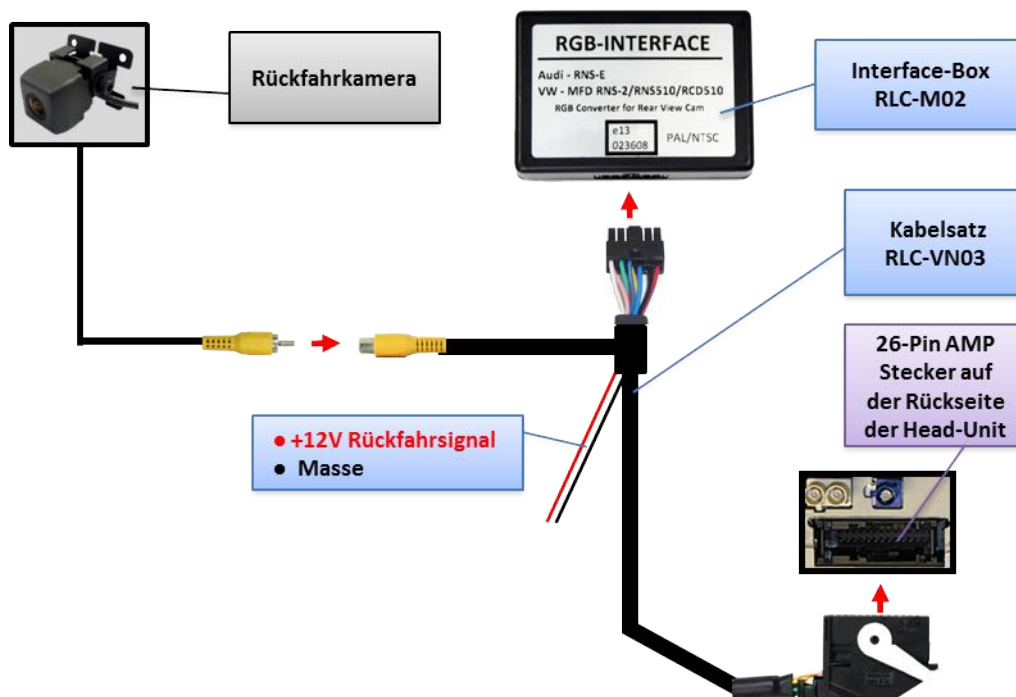 Rückfahrkamera
RGB-INTERFACE
Audi - RNS-E
VW - MFD RNS-2/RNS510/RCD510
RGB Converter for Rear View Cam
e13
023608
PAL/NTSC
Interface-Box
RLC-M02
Kabelsatz
RLC-VN03
26-Pin AMP
Stecker auf
der Rückseite
der Head-Unit
+12V Rückfahrsignal
Masse